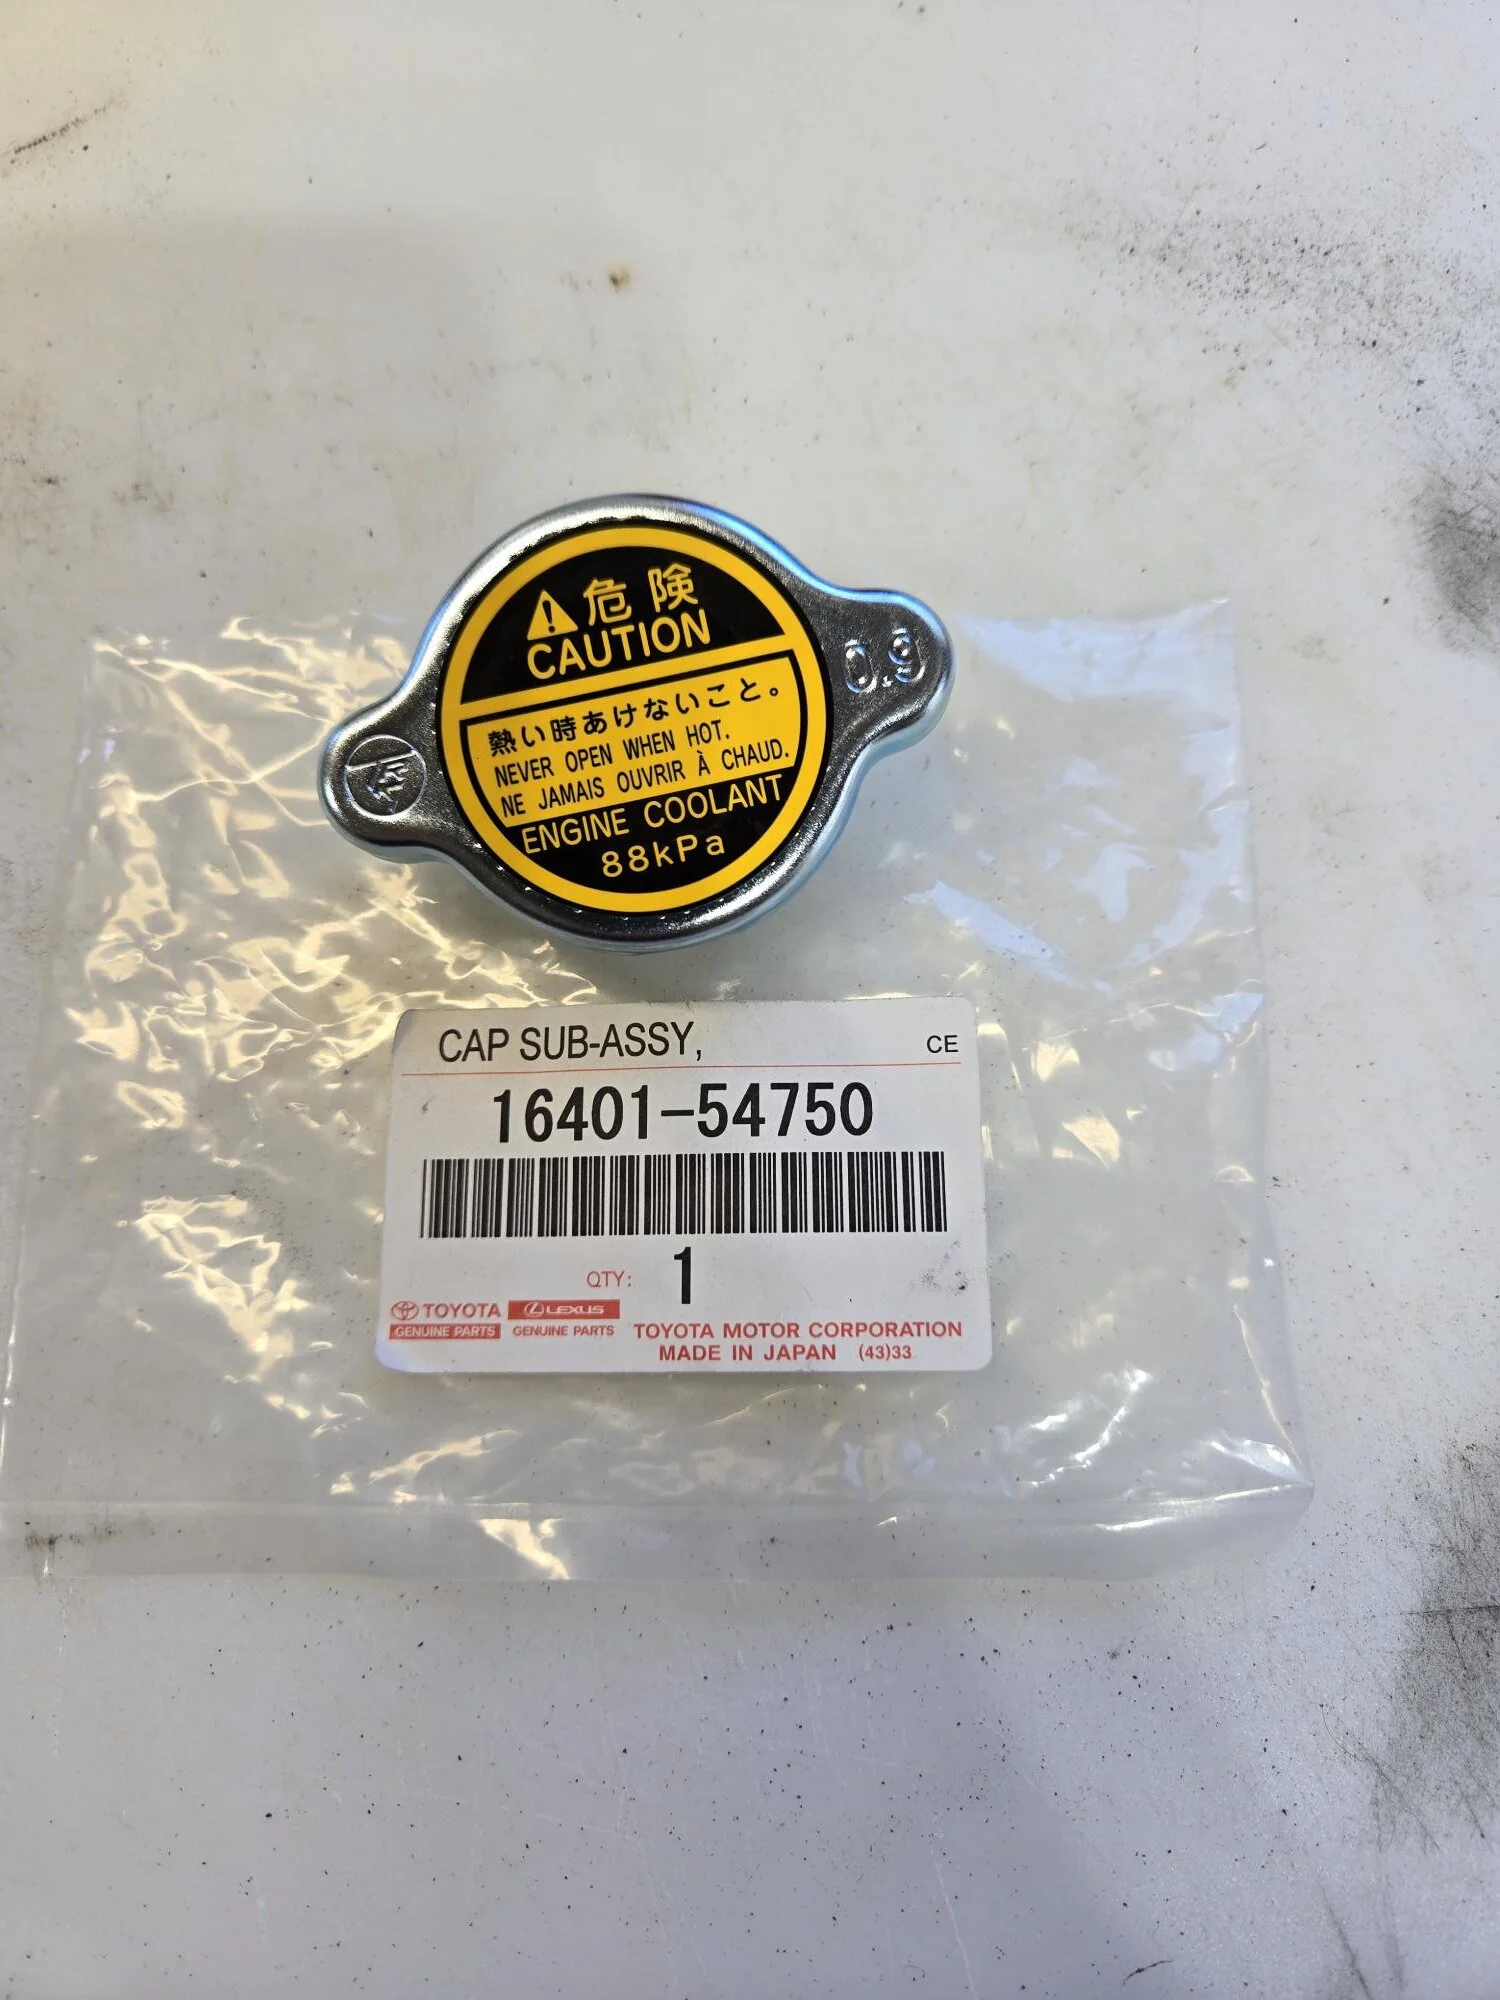 危険
CAUTION
熱い時あけないこと。
NEVER OPEN WHEN HOT.
NE JAMAIS OUVRIR À CHAUD.
ENGINE COOLANT
88kPa
0.9
CAP SUB-ASSY,
CE
16401-54750
QTY: 1
TOYOTA
GENUINE PARTS
LEXUS
GENUINE PARTS
TOYOTA MOTOR CORPORATION
MADE IN JAPAN (43)33